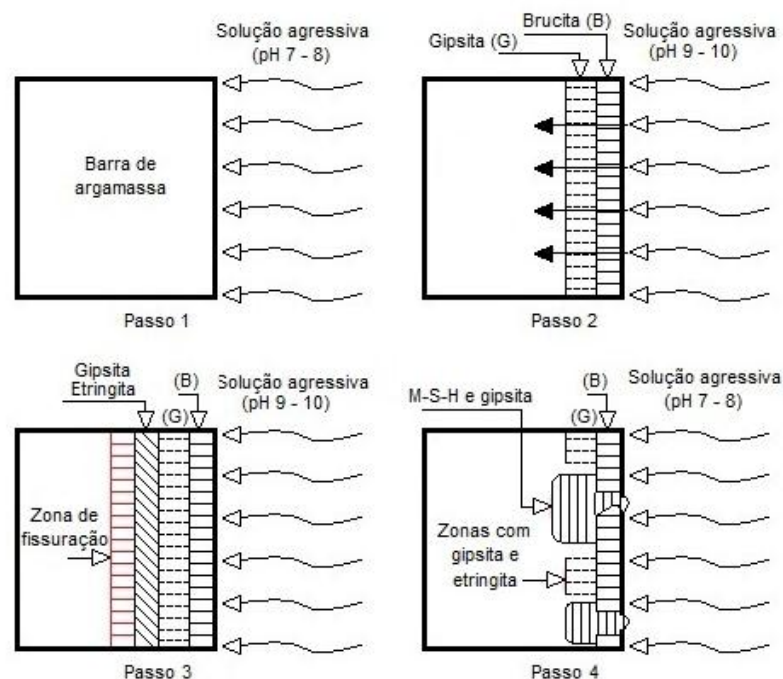 Solução agressiva
(pH 7 - 8)
Barra de
argamassa
Passo 1
Brucita (B)
Gipsita (G)
Solução agressiva
(pH 9 - 10)
Passo 2
Gipsita
Etringita
(B)
(G)
Solução agressiva
(pH 9 - 10)
Zona de
fissuração
Passo 3
M-S-H e gipsita
(B)
(G)
Solução agressiva
(pH 7 - 8)
Zonas com
gipsita e
etringita
Passo 4